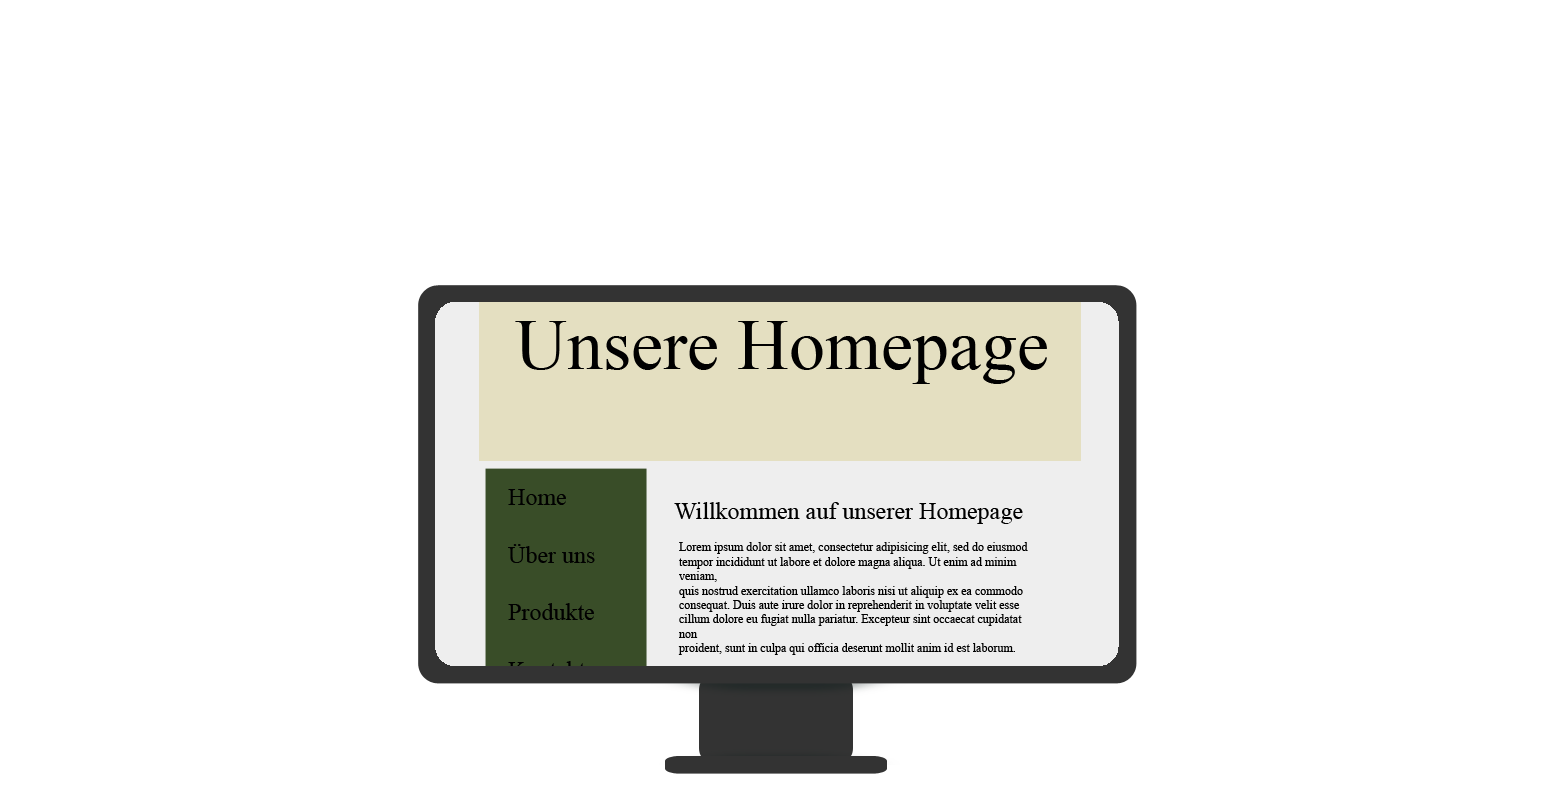 Unsere Homepage
Home
Über uns
Produkte
Willkommen auf unserer Homepage
Lorem ipsum dolor sit amet, consectetur adipisicing elit, sed do eiusmod
tempor incididunt ut labore et dolore magna aliqua. Ut enim ad minim
veniam,
quis nostrud exercitation ullamco laboris nisi ut aliquip ex ea commodo
consequat. Duis aute irure dolor in reprehenderit in voluptate velit esse
cillum dolore eu fugiat nulla pariatur. Excepteur sint occaecat cupidatat
non
proident, sunt in culpa qui officia deserunt mollit anim id est laborum.